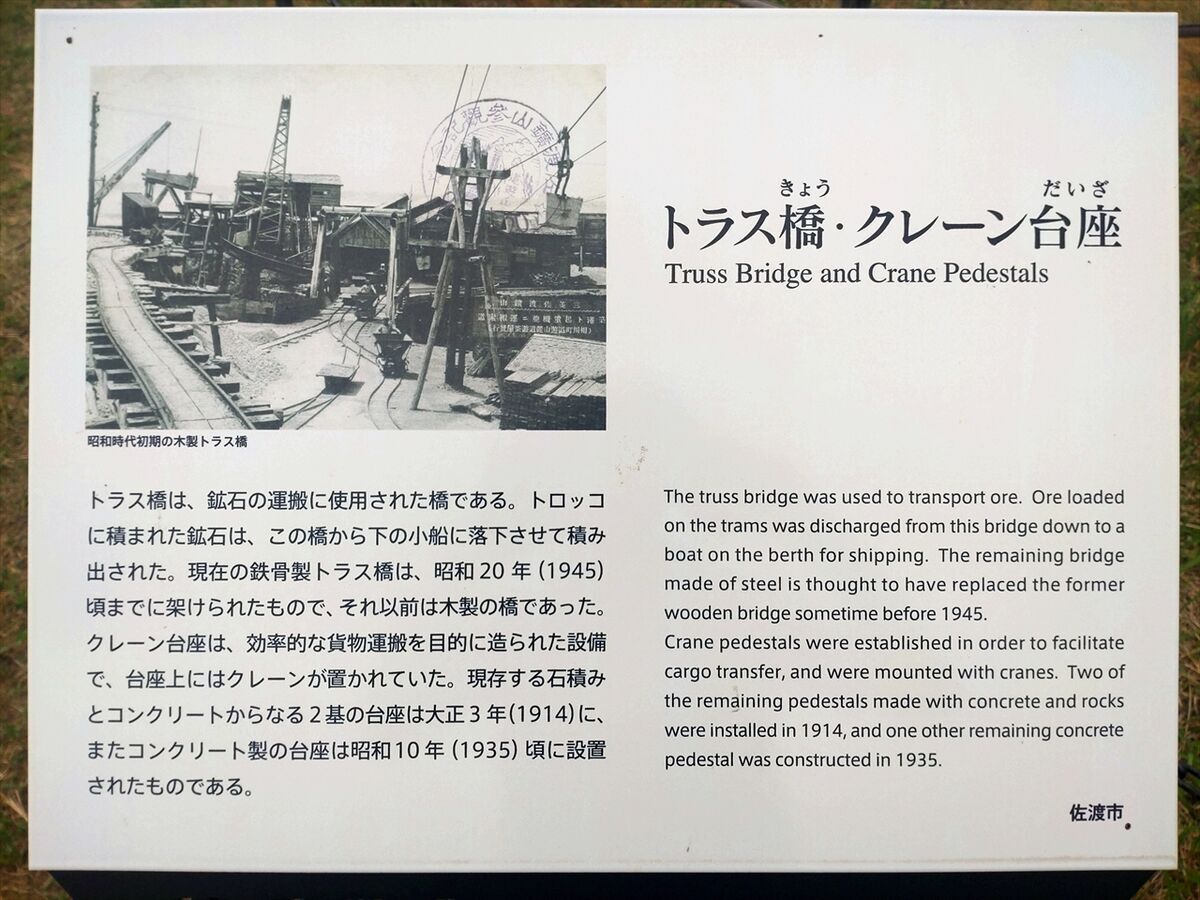 きょう だいざ
トラス橋・クレーン台座
Truss Bridge and Crane Pedestals
昭和時代初期の木製トラス橋
トラス橋は、鉱石の運搬に使用された橋である。トロッコ
に積まれた鉱石は、この橋から下の小船に落下させて積み
出された。現在の鉄骨製トラス橋は、昭和20年(1945)
頃までに架けられたもので、それ以前は木製の橋であった。
クレーン台座は、効率的な貨物運搬を目的に造られた設備
で、台座上にはクレーンが置かれていた。現存する石積み
とコンクリートからなる2基の台座は大正3年(1914)に、
またコンクリート製の台座は昭和10年(1935)頃に設置
されたものである。
The truss bridge was used to transport ore. Ore loaded
on the trams was discharged from this bridge down to a
boat on the berth for shipping. The remaining bridge
made of steel is thought to have replaced the former
wooden bridge sometime before 1945.
Crane pedestals were established in order to facilitate
cargo transfer, and were mounted with cranes. Two of
the remaining pedestals made with concrete and rocks
were installed in 1914, and one other remaining concrete
pedestal was constructed in 1935.
佐渡市